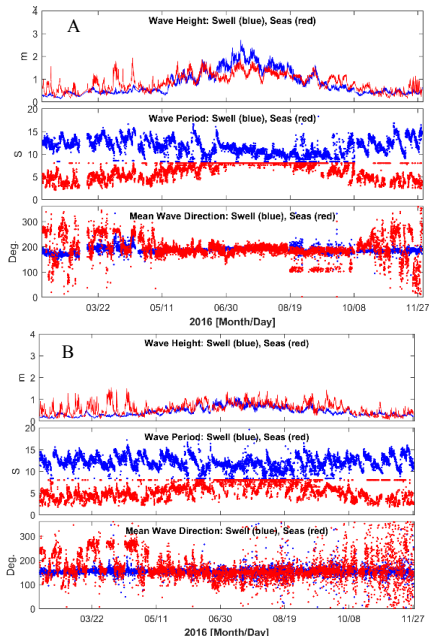 A
Wave Height: Swell (blue), Seas (red)
4
3
2
1
0
m
Wave Period: Swell (blue), Seas (red)
20
15
10
5
0
S
Mean Wave Direction: Swell (blue), Seas (red)
300
200
100
0
Deg.
03/22 05/11 06/30 08/19 10/08 11/27
2016 [Month/Day]
B
Wave Height: Swell (blue), Seas (red)
4
2
0
m
Wave Period: Swell (blue), Seas (red)
20
15
10
5
0
S
Mean Wave Direction: Swell (blue), Seas (red)
300
200
100
0
Deg.
03/22 05/11 06/30 08/19 10/08 11/27
2016 [Month/Day]